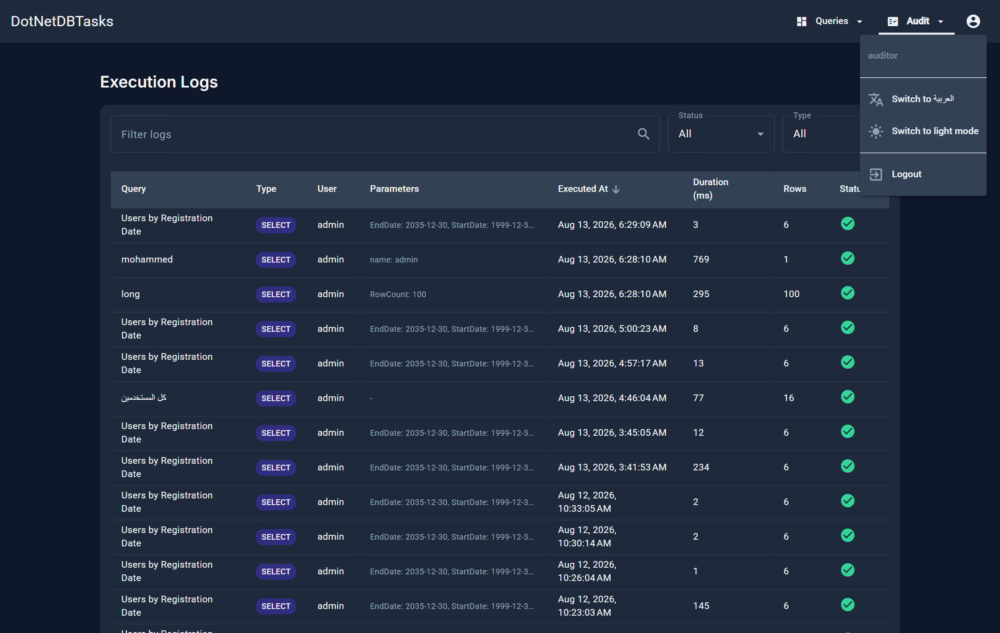 DotNetDBTasks
Queries
Audit
auditor
Switch to العربية
Switch to light mode
Logout
Execution Logs
Filter logs
Status
All
Type
All
Query Type User Parameters Executed At Duration (ms) Rows
Users by Registration Date SELECT admin EndDate: 2035-12-30, StartDate: 1999-12-3... Aug 13, 2026, 6:29:09 AM 3 6
mohammed SELECT admin name: admin Aug 13, 2026, 6:28:10 AM 769 1
long SELECT admin RowCount: 100 Aug 13, 2026, 6:28:10 AM 295 100
Users by Registration Date SELECT admin EndDate: 2035-12-30, StartDate: 1999-12-3... Aug 13, 2026, 5:00:23 AM 8 6
Users by Registration Date SELECT admin EndDate: 2035-12-30, StartDate: 1999-12-3... Aug 13, 2026, 4:57:17 AM 13 6
كل المستخدمين SELECT admin - Aug 13, 2026, 4:46:04 AM 77 16
Users by Registration Date SELECT admin EndDate: 2035-12-30, StartDate: 1999-12-3... Aug 13, 2026, 3:45:05 AM 12 6
Users by Registration Date SELECT admin EndDate: 2035-12-30, StartDate: 1999-12-3... Aug 13, 2026, 3:41:53 AM 234 6
Users by Registration Date SELECT admin EndDate: 2035-12-30, StartDate: 1999-12-3... Aug 12, 2026, 10:33:05 AM 2 6
Users by Registration Date SELECT admin EndDate: 2035-12-30, StartDate: 1999-12-3... Aug 12, 2026, 10:30:14 AM 2 6
Users by Registration Date SELECT admin EndDate: 2035-12-30, StartDate: 1999-12-3... Aug 12, 2026, 10:26:04 AM 1 6
Users by Registration Date SELECT admin EndDate: 2035-12-30, StartDate: 1999-12-3... Aug 12, 2026, 10:23:03 AM 145 6